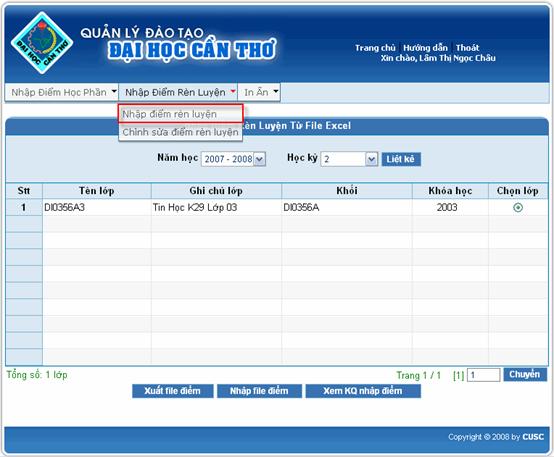 QUẢN LÝ ĐÀO TẠO
ĐẠI HỌC CẦN THƠ
ĐẠI HỌC CẦN THƠ
Trang chủ Hướng dẫn Thoát
Xin chào, Lâm Thị Ngọc Châu
Nhập Điểm Học Phần Nhập Điểm Rèn Luyện In Ấn
Nhập điểm rèn luyện
Chỉnh sửa điểm rèn luyện
Rèn Luyện Từ File Excel
Năm học 2007 - 2008 Học kỳ 2 Liệt kê
Stt Tên lớp Ghi chú lớp Khối Khóa học Chọn lớp
1 DI0356A3 Tin Học K29 Lớp 03 DI0356A 2003
Tổng số: 1 lớp Trang 1 / 1 [1] 1 Chuyển
Xuất file điểm Nhập file điểm Xem KQ nhập điểm
Copyright © 2008 by CUSC